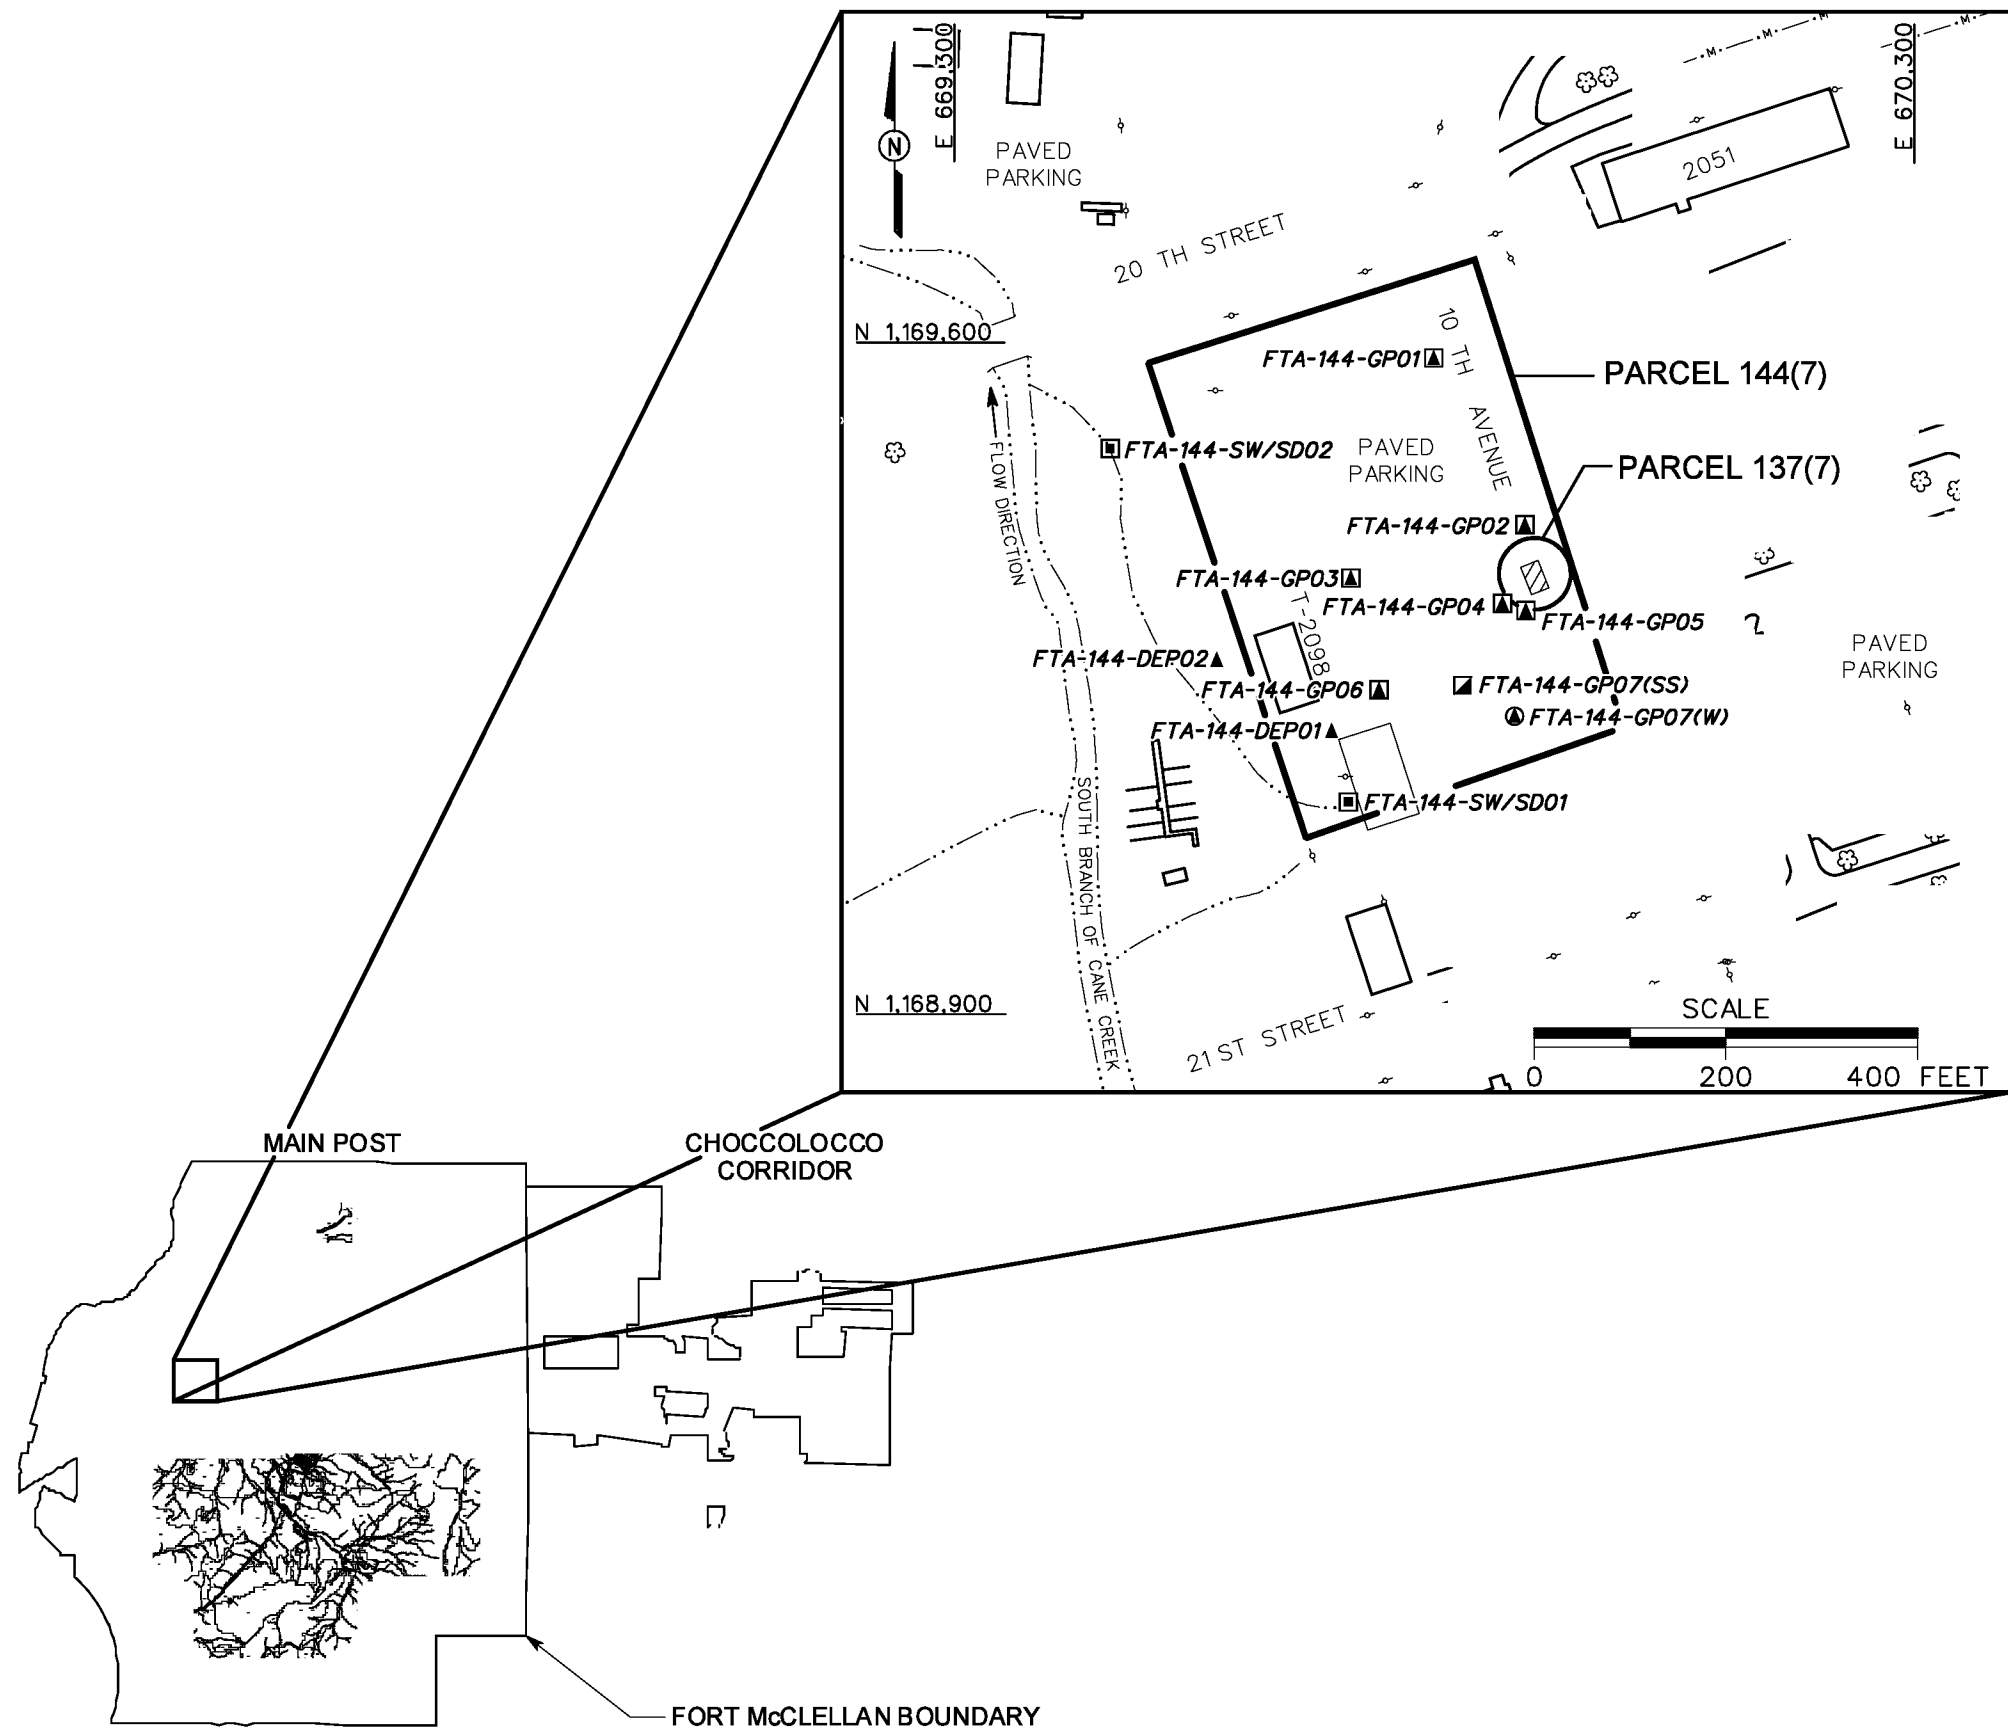 E 669,300
E 670,300
N
PAVED
PARKING
M
M
M
M
2051
20 TH STREET
N 1,169,600
FTA-144-GP01
10 TH AVENUE
PARCEL 144(7)
FTA-144-SW/SD02
PAVED
PARKING
FLOW DIRECTION
PARCEL 137(7)
FTA-144-GP02
FTA-144-GP03
FTA-144-GP04
FTA-144-GP05
T-2098
2
PAVED
PARKING
FTA-144-DEP02
FTA-144-GP06
FTA-144-GP07(SS)
FTA-144-GP07(W)
FTA-144-DEP01
FTA-144-SW/SD01
SOUTH BRANCH OF CANE CREEK
N 1,168,900
21ST STREET
SCALE
0 200 400 FEET
MAIN POST
CHOCCOLOCCO
CORRIDOR
FORT McCLELLAN BOUNDARY